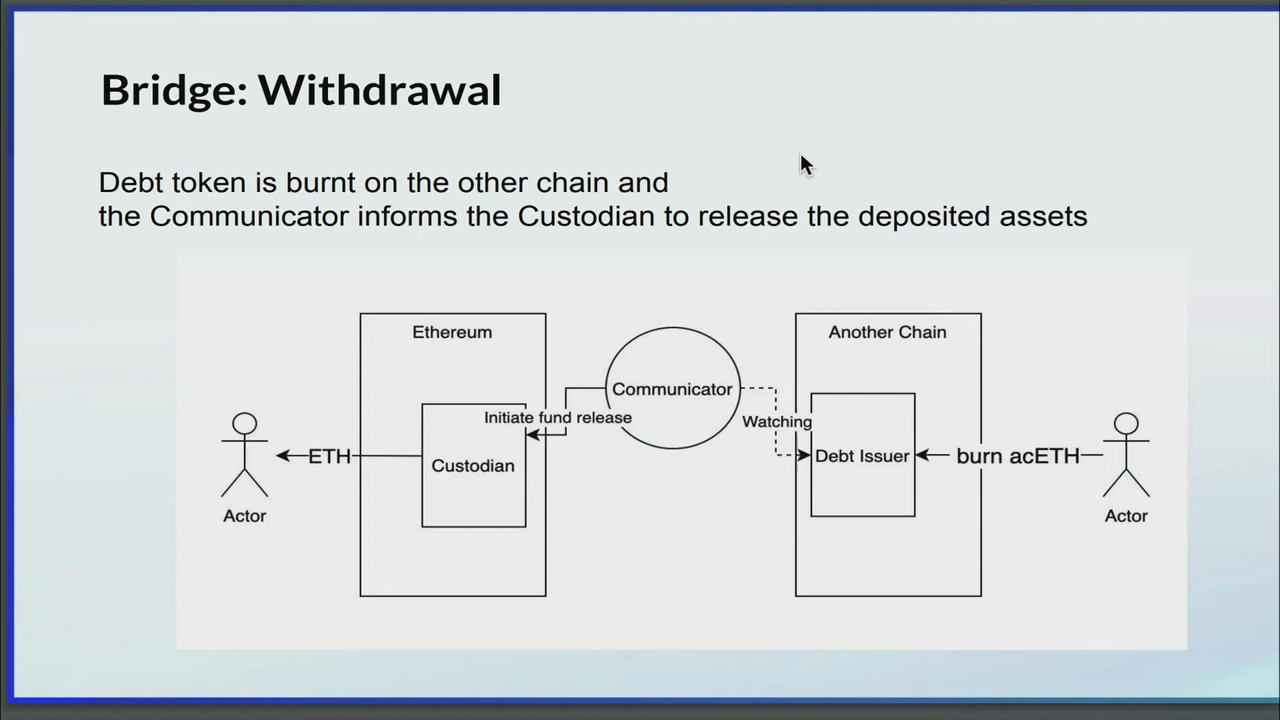 Bridge: Withdrawal
Debt token is burnt on the other chain and
the Communicator informs the Custodian to release the deposited assets
Ethereum
Another Chain
Communicator
Initiate fund release
Watching
ETH
Custodian
Debt Issuer
burn acETH
Actor
Actor